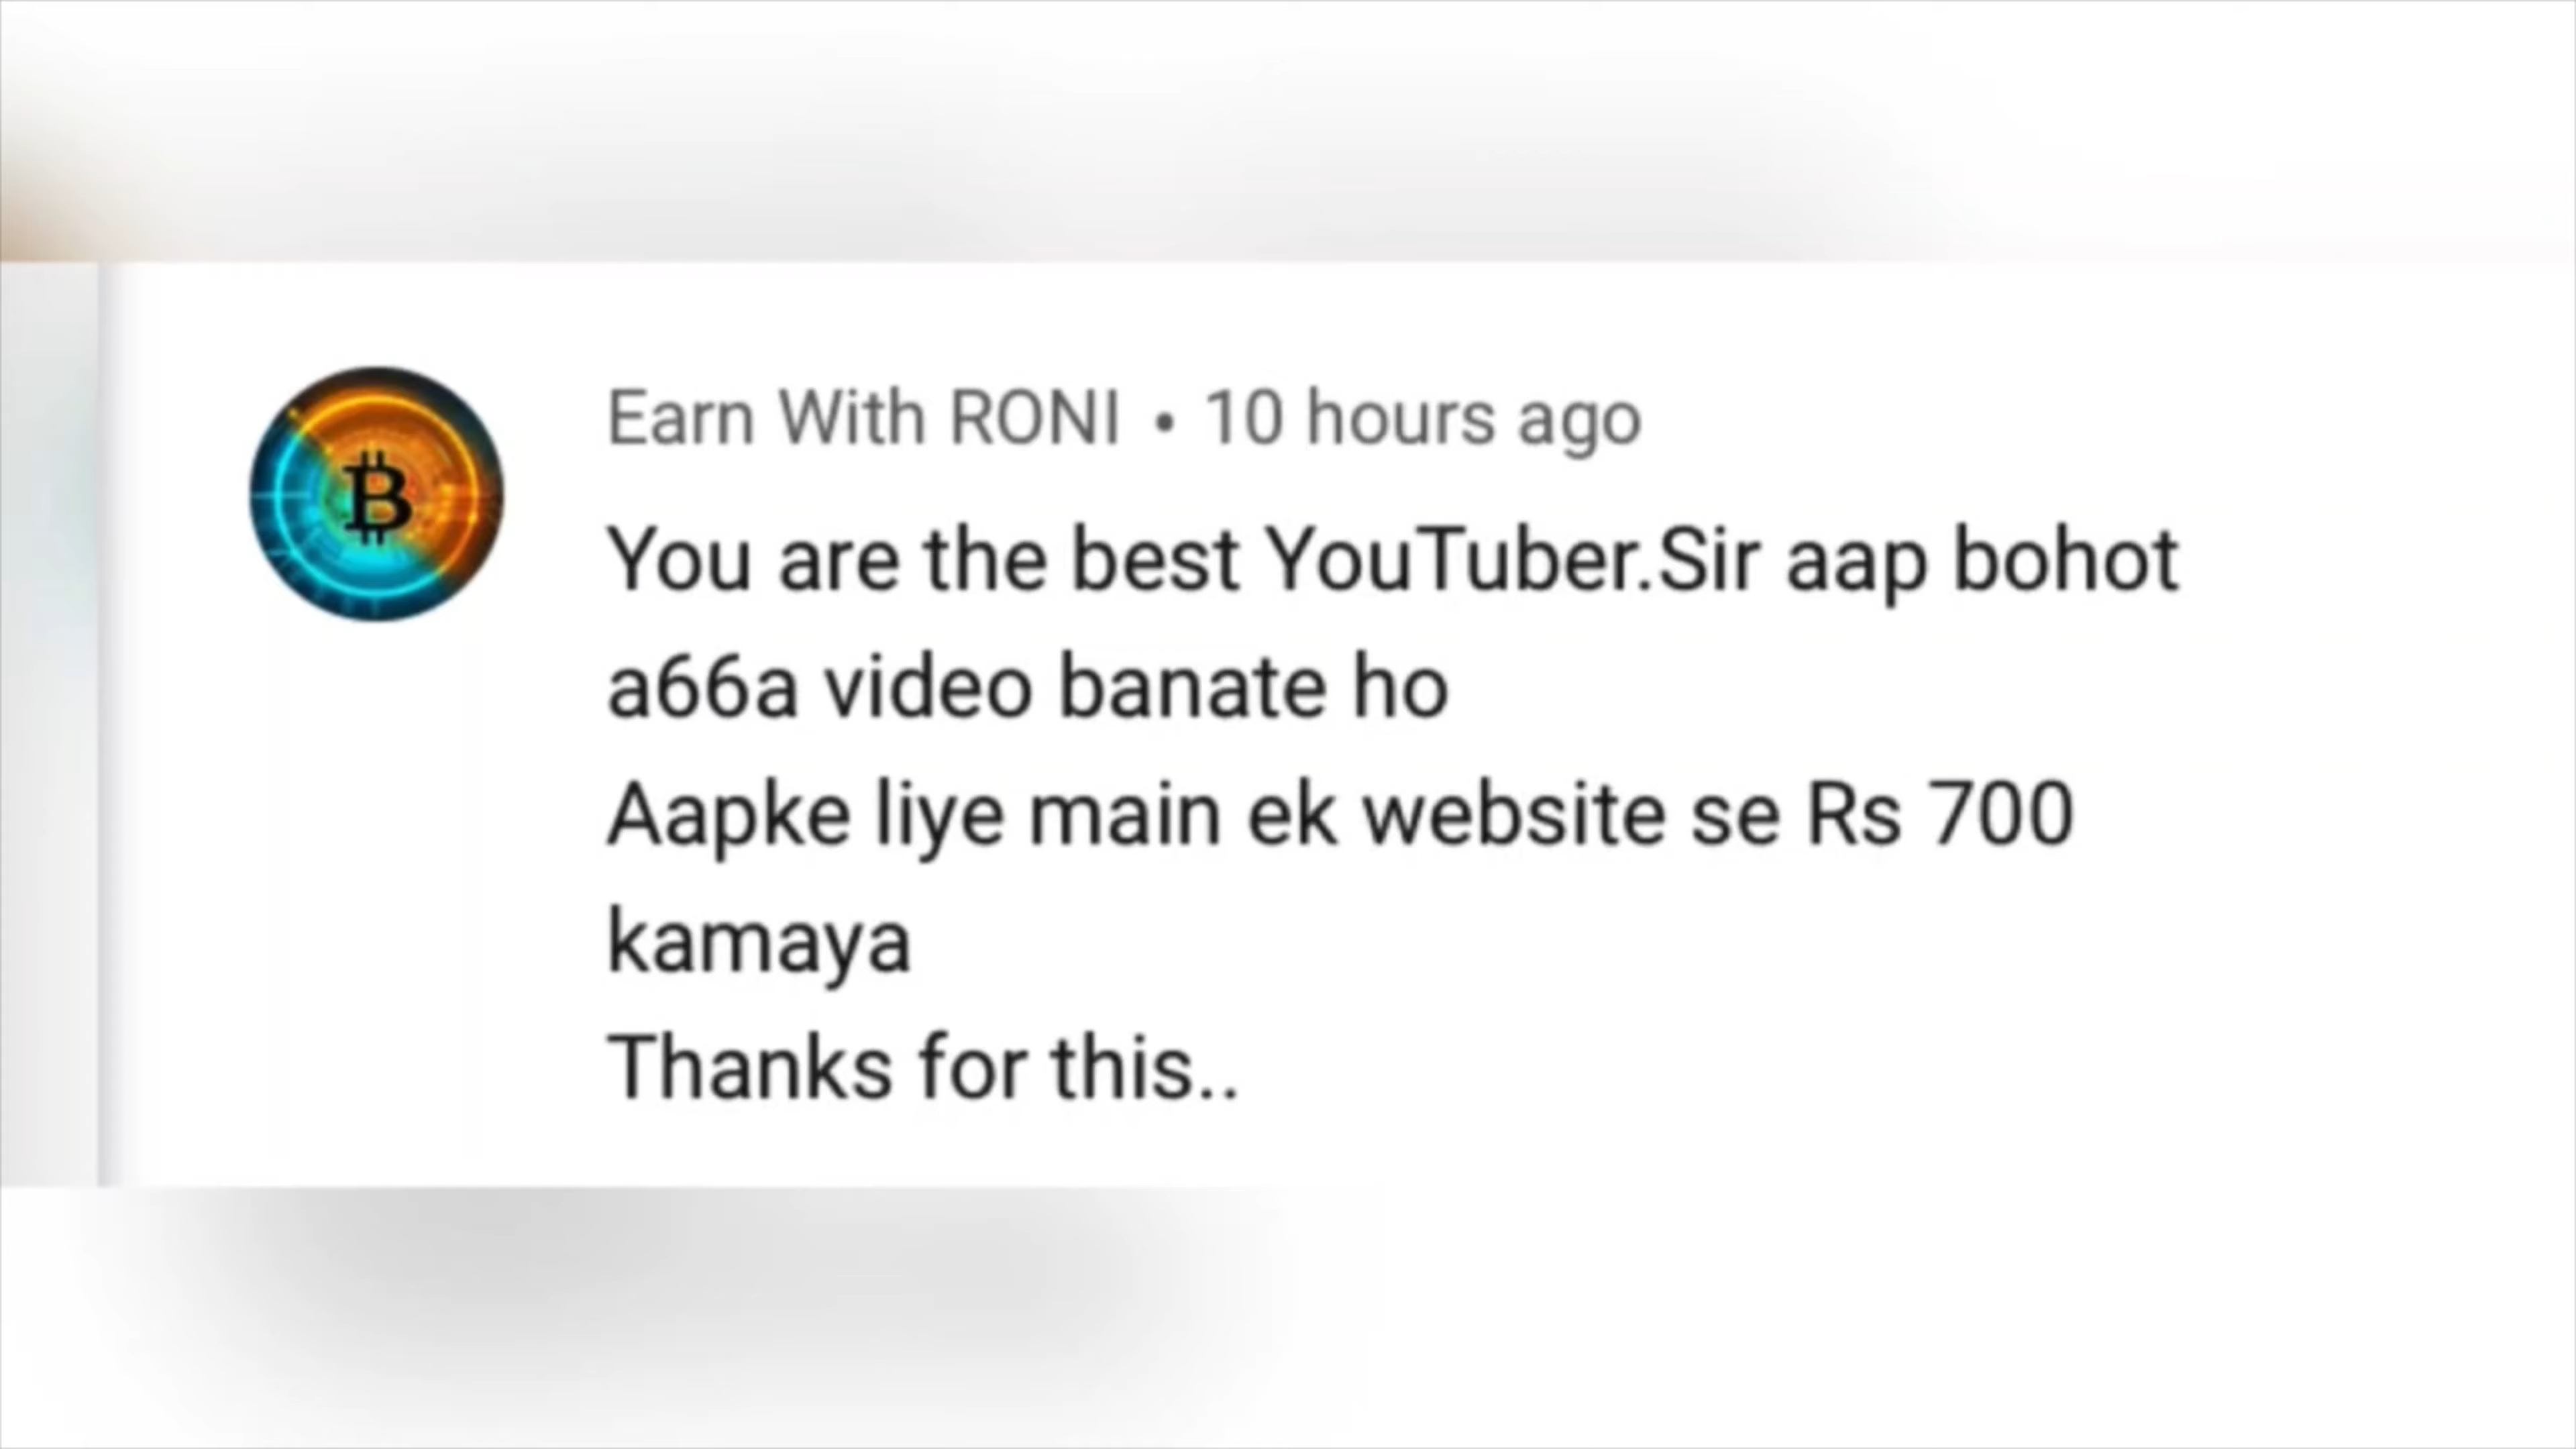 Earn With RONI • 10 hours ago
You are the best YouTuber.Sir aap bohot
a66a video banate ho
Aapke liye main ek website se Rs 700
kamaya
Thanks for this..